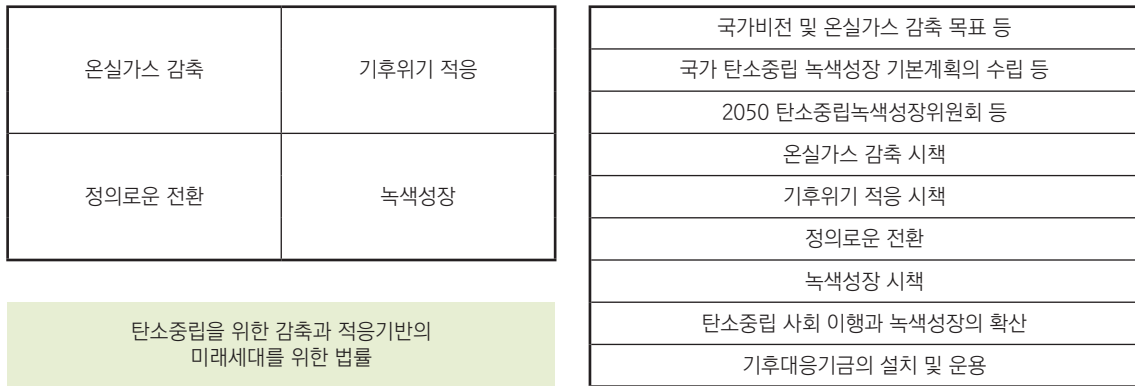 온실가스 감축
기후위기 적응
정의로운 전환
녹색성장
탄소중립을 위한 감축과 적응기반의
미래세대를 위한 법률
국가비전 및 온실가스 감축 목표 등
국가 탄소중립 녹색성장 기본계획의 수립 등
2050 탄소중립녹색성장위원회 등
온실가스 감축 시책
기후위기 적응 시책
정의로운 전환
녹색성장 시책
탄소중립 사회 이행과 녹색성장의 확산
기후대응기금의 설치 및 운용